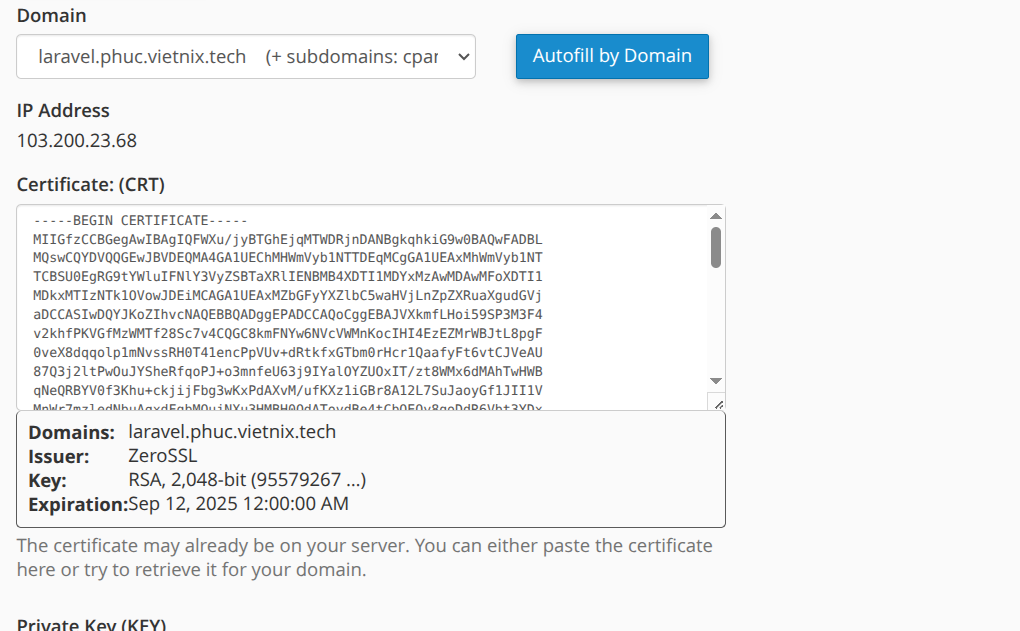 Domain
laravel.phuc.vietnix.tech (+ subdomains: cpar
Autofill by Domain
IP Address
103.200.23.68
Certificate: (CRT)
-----BEGIN CERTIFICATE-----
MIIGfzCCBGegAwIBAgIQFWXu/jyBTGhEjqMTWDRjnDANBgkqhkiG9w0BAQwFADBL
MQswCQYDVQQGEwJBVDEQMA4GA1UEChMHWmVyb1NTTDEqMCgGA1UEAxMhWmVyb1NT
TCBSU0EgRG9tYWluIFNlY3VyZSBTaXRlIENBMB4XDTI1MDYxMzAwMDAwMFoXDTI1
MDkxMTIzNTk1OVowJDEiMCAGA1UEAxMZbGFyYXZlbC5waHVjLnZpZXRuaXgudGVj
aDCCASIwDQYJKoZIhvcNAQEBBQADggEPADCCAQoCggEBAJVXkmfLHoi59SP3M3F4
v2khfPKVGfMzWMTf28Sc7v4CQGC8kmFNYw6NVcVWMnKocIHI4EzEZMrWBJtL8pgF
0veX8dqqolp1mNvssRH0T41encPpVUv+dRtkfxGTbm0rHcr1QaafyFt6vtCJVeAU
87Q3j2ltPwOuJYSheRfqoPJ+o3mnfeU63j9IYalOYZUOxIT/zt8WMx6dMAhTwHWB
qNeQRBYV0f3Khu+ckjijFbg3wKxPdAXvM/ufKXz1iGBr8A12L7SuJaoyGf1JII1V
Domains: laravel.phuc.vietnix.tech
Issuer: ZeroSSL
Key: RSA, 2,048-bit (95579267 ...)
Expiration:Sep 12, 2025 12:00:00 AM
The certificate may already be on your server. You can either paste the certificate
here or try to retrieve it for your domain.
Private Key (KEY)